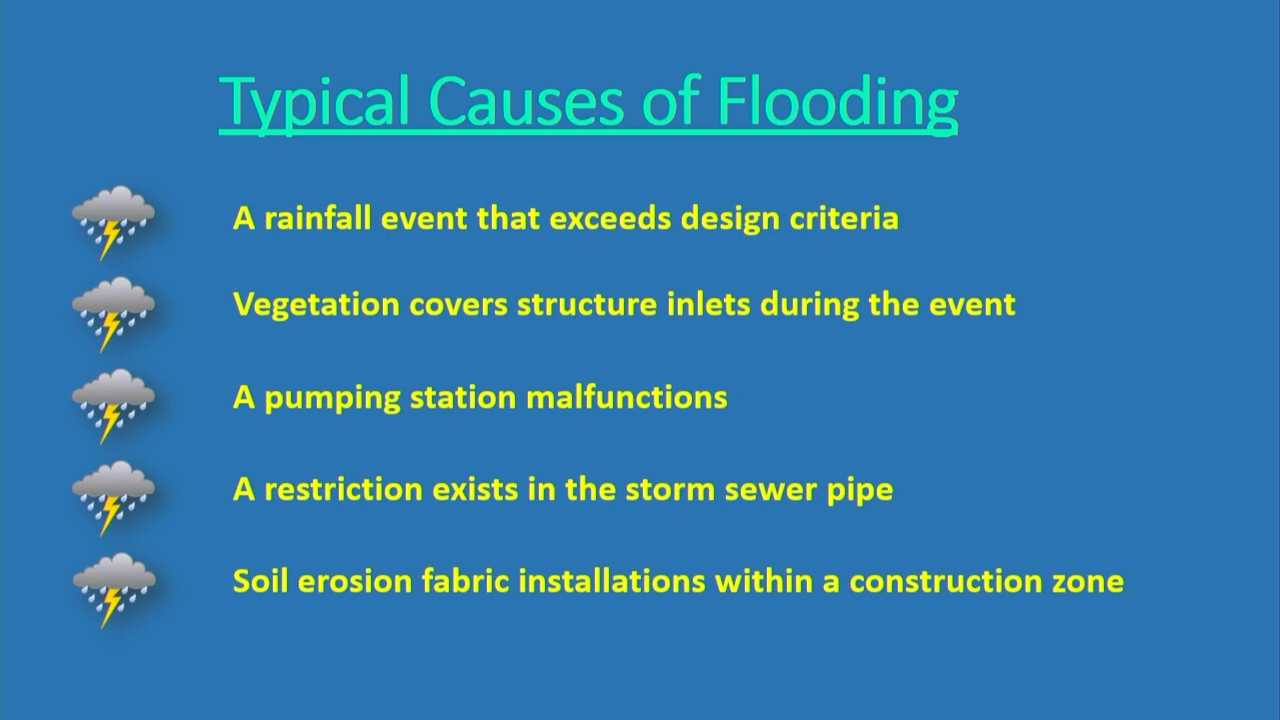 Typical Causes of Flooding
A rainfall event that exceeds design criteria
Vegetation covers structure inlets during the event
A pumping station malfunctions
A restriction exists in the storm sewer pipe
Soil erosion fabric installations within a construction zone